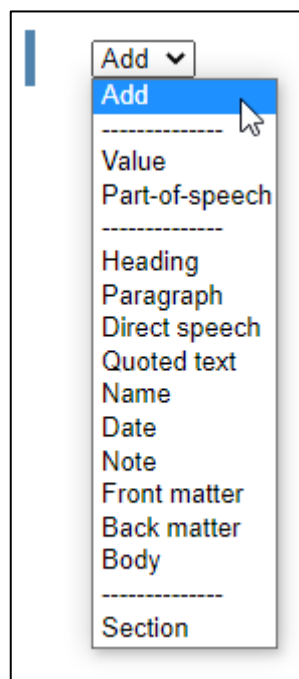 Add
Add
--------------
Value
Part-of-speech
--------------
Heading
Paragraph
Direct speech
Quoted text
Name
Date
Note
Front matter
Back matter
Body
--------------
Section